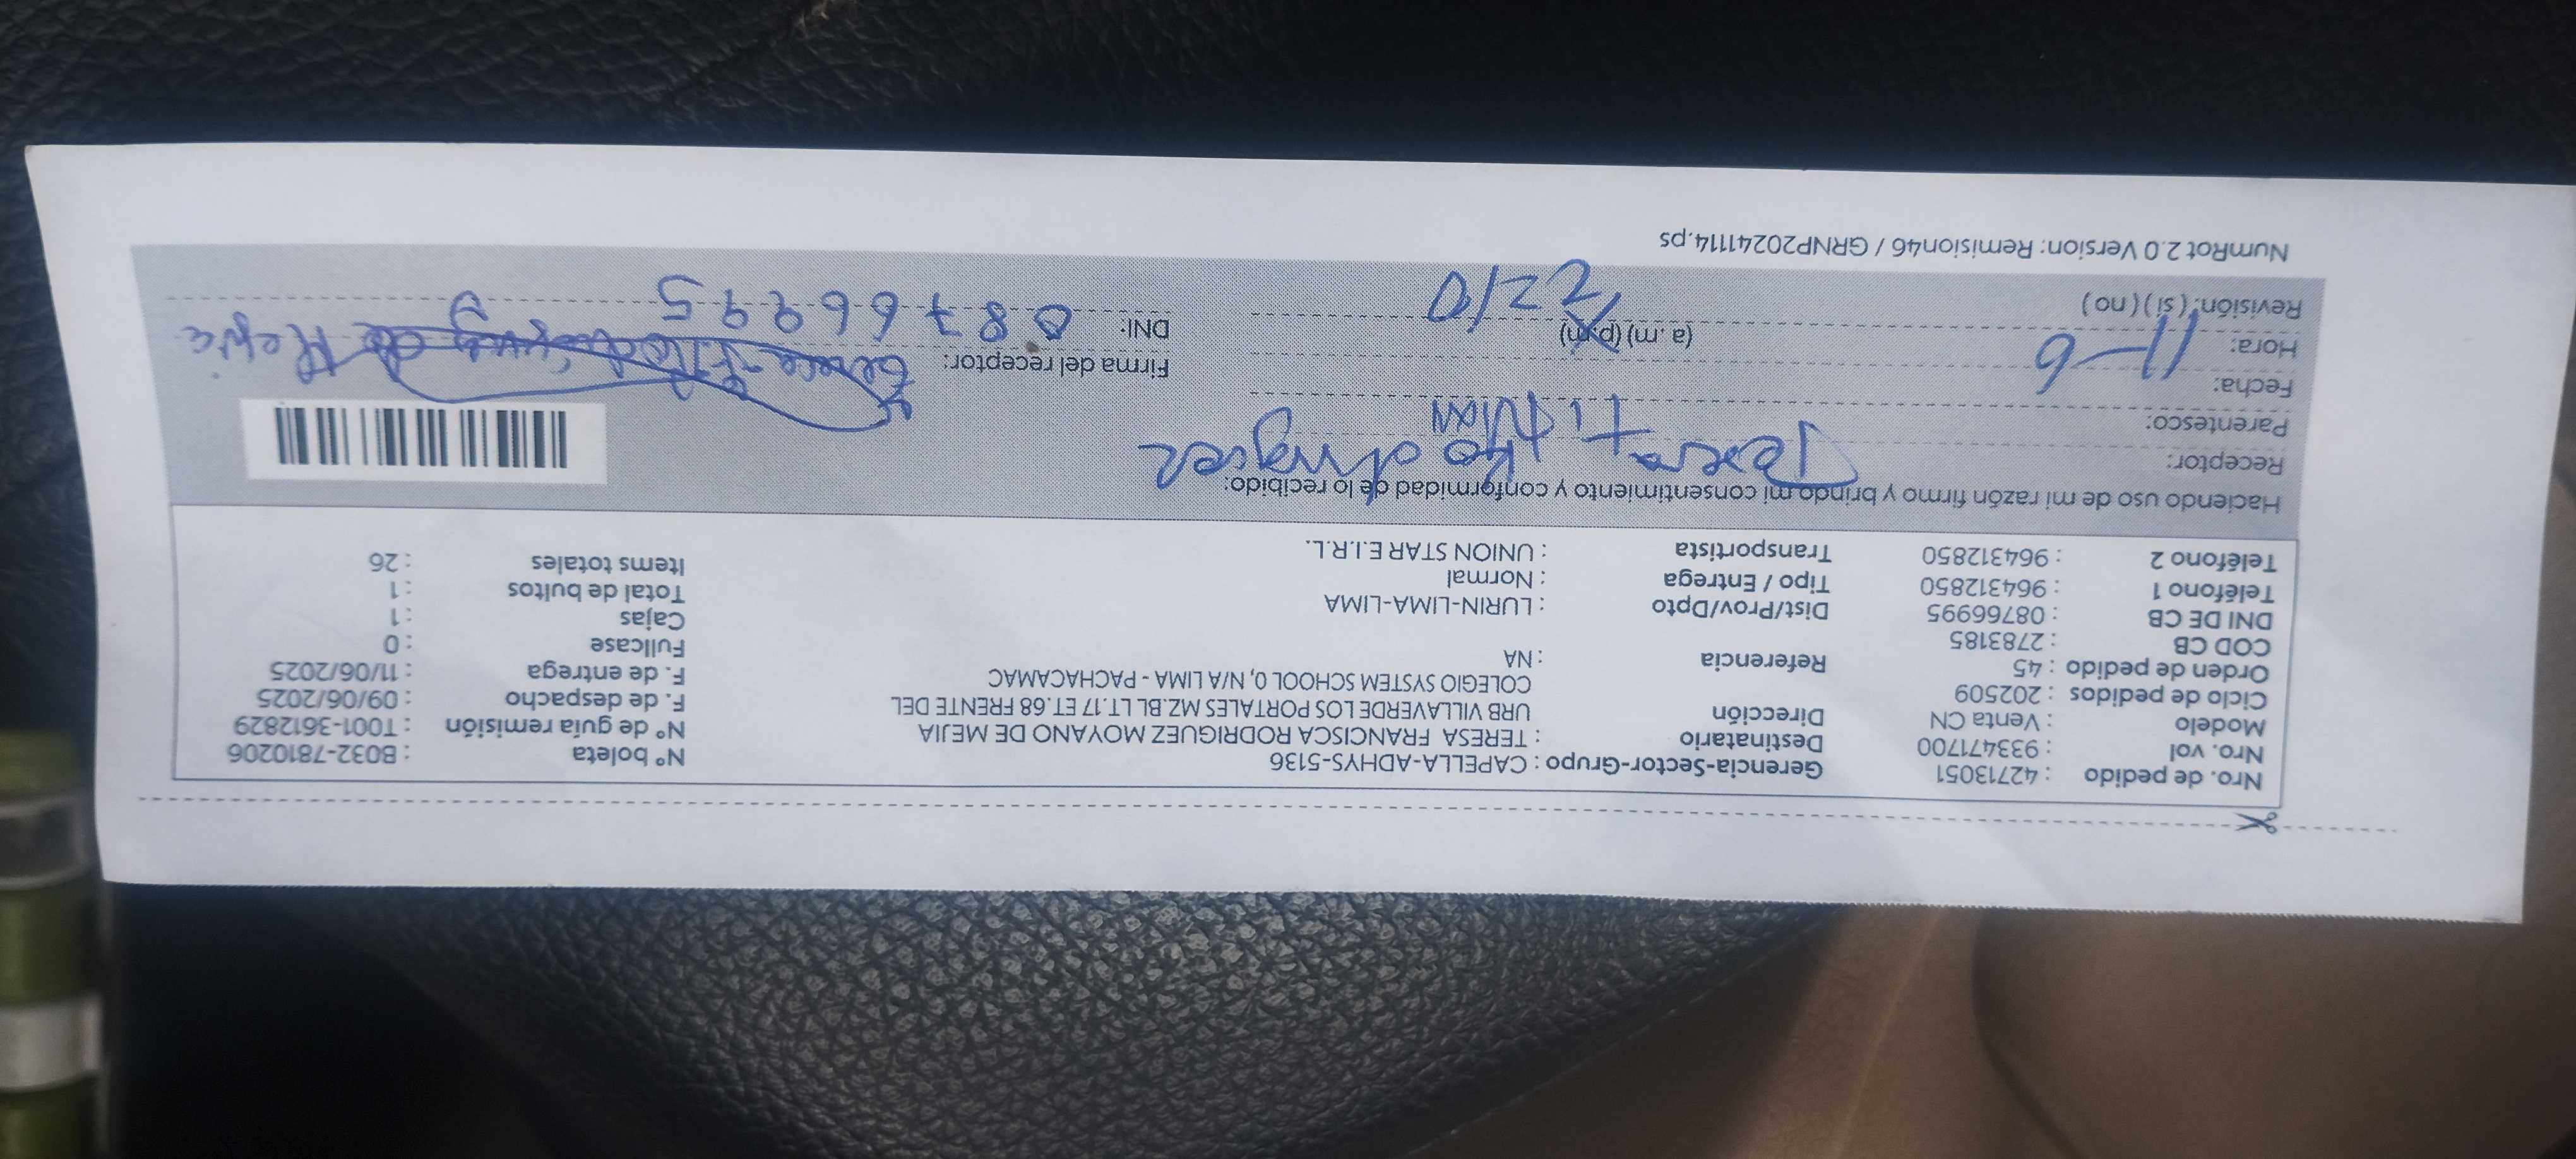 Nro. de pedido : 42713051 Gerencia-Sector-Grupo : CAPELLA-ADHYS-5136 N° boleta : B032-7810206
Nro. vol : 933471700 Destinatario : TERESA FRANCISCA RODRIGUEZ MOYANO DE MEJIA N° de guía remisión : T001-3612829
Modelo : Venta CN Dirección URB VILLAVERDE LOS PORTALES MZ.BL LT.17 ET.68 FRENTE DEL F. de despacho : 09/06/2025
Ciclo de pedidos : 202509 COLEGIO SYSTEM SCHOOL 0, N/A LIMA - PACHACAMAC F. de entrega : 11/06/2025
Orden de pedido : 45 Referencia : NA Fullcase : 0
COD CB : 2783185 Cajas : 1
DNI DE CB : 08766995 Dist/Prov/Dpto : LURIN-LIMA-LIMA Total de bultos : 1
Teléfono 1 : 964312850 Tipo / Entrega : Normal Items totales : 26
Teléfono 2 : 964312850 Transportista : UNION STAR E.I.R.L.
Haciendo uso de mi razón firmo y brindo mi consentimiento y conformidad de lo recibido:
Receptor: Teresa Rodriguez
Parentesco:
Fecha: 11-6 Firma del receptor:
Hora: (a.m) (p.m) DNI: 08766995
Revisión: (si) (no)
NumRot 2.0 Version: Remision46 / GRNP20241114.ps